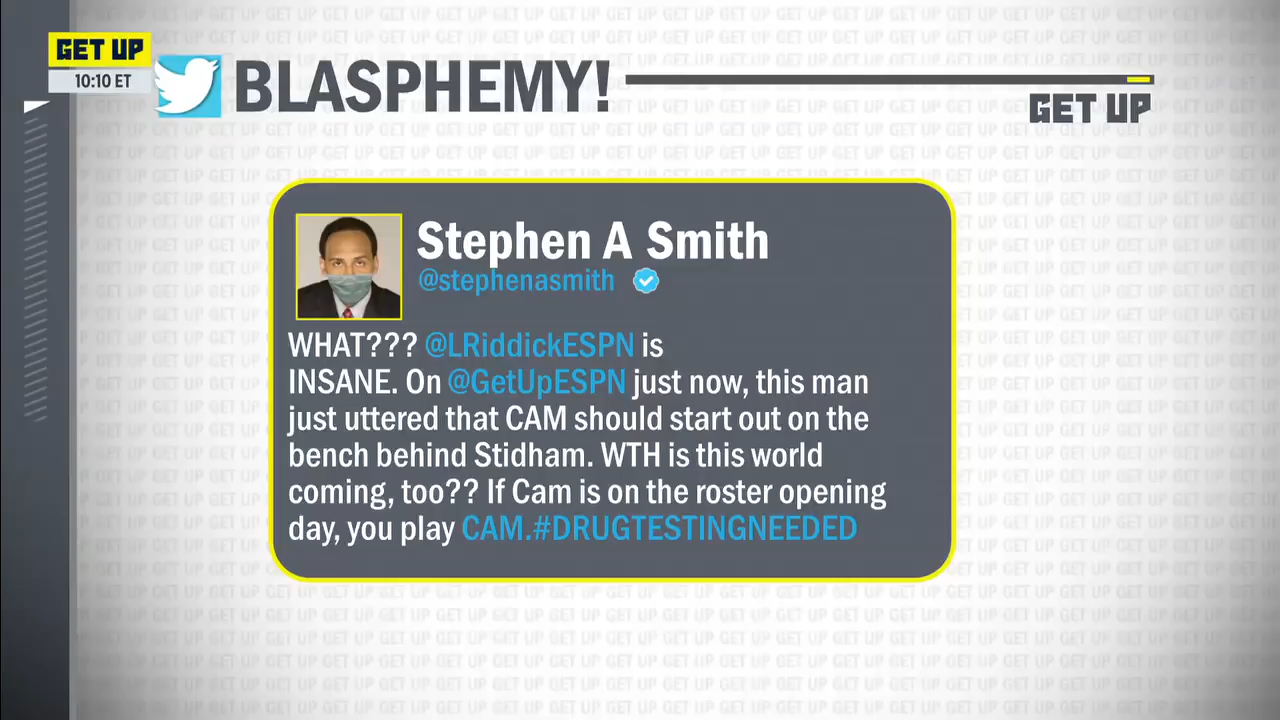 GET UP
10:10 ET
BLASPHEMY!
GET UP
Stephen A Smith
@stephenasmith
WHAT??? @LRiddickESPN is
INSANE. On @GetUpESPN just now, this man
just uttered that CAM should start out on the
bench behind Stidham. WTH is this world
coming, too?? If Cam is on the roster opening
day, you play CAM.#DRUGTESTINGNEEDED